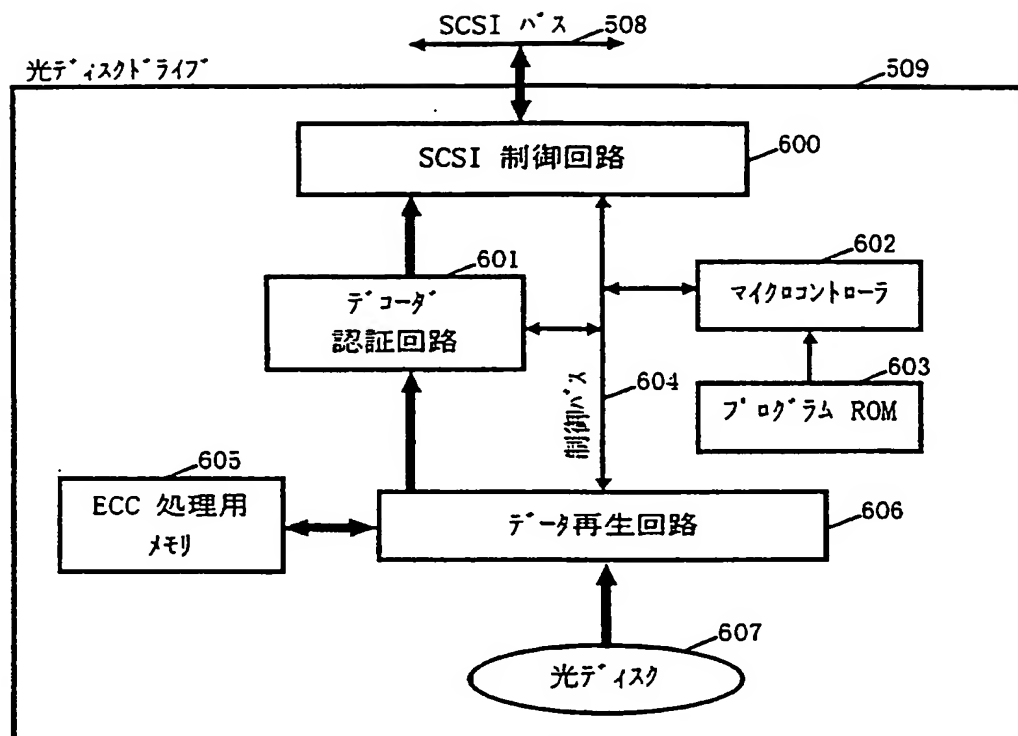 SCSI バス
508
光ディスクドライブ
509
SCSI 制御回路
600
601
デコーダ
認証回路
602
マイクロコントローラ
603
プログラム ROM
604
制御バス
605
ECC 処理用
メモリ
データ再生回路
606
607
光ディスク